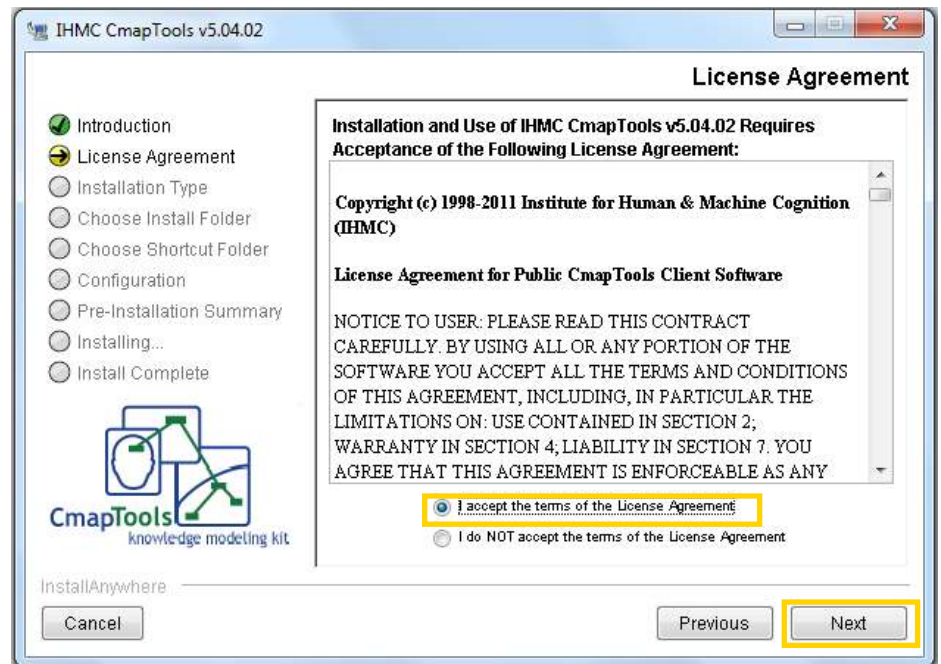 IHMC CmapTools v5.04.02
License Agreement
Introduction
License Agreement
Installation Type
Choose Install Folder
Choose Shortcut Folder
Configuration
Pre-Installation Summary
Installing...
Install Complete
CmapTools
knowledge modeling kit
Installation and Use of IHMC CmapTools v5.04.02 Requires
Acceptance of the Following License Agreement:
Copyright (c) 1998-2011 Institute for Human & Machine Cognition
(IHMC)
License Agreement for Public CmapTools Client Software
NOTICE TO USER: PLEASE READ THIS CONTRACT
CAREFULLY. BY USING ALL OR ANY PORTION OF THE
SOFTWARE YOU ACCEPT ALL THE TERMS AND CONDITIONS
OF THIS AGREEMENT, INCLUDING, IN PARTICULAR THE
LIMITATIONS ON: USE CONTAINED IN SECTION 2;
WARRANTY IN SECTION 4; LIABILITY IN SECTION 7. YOU
AGREE THAT THIS AGREEMENT IS ENFORCEABLE AS ANY
I accept the terms of the License Agreement
I do NOT accept the terms of the License Agreement
InstallAnywhere
Cancel
Previous
Next